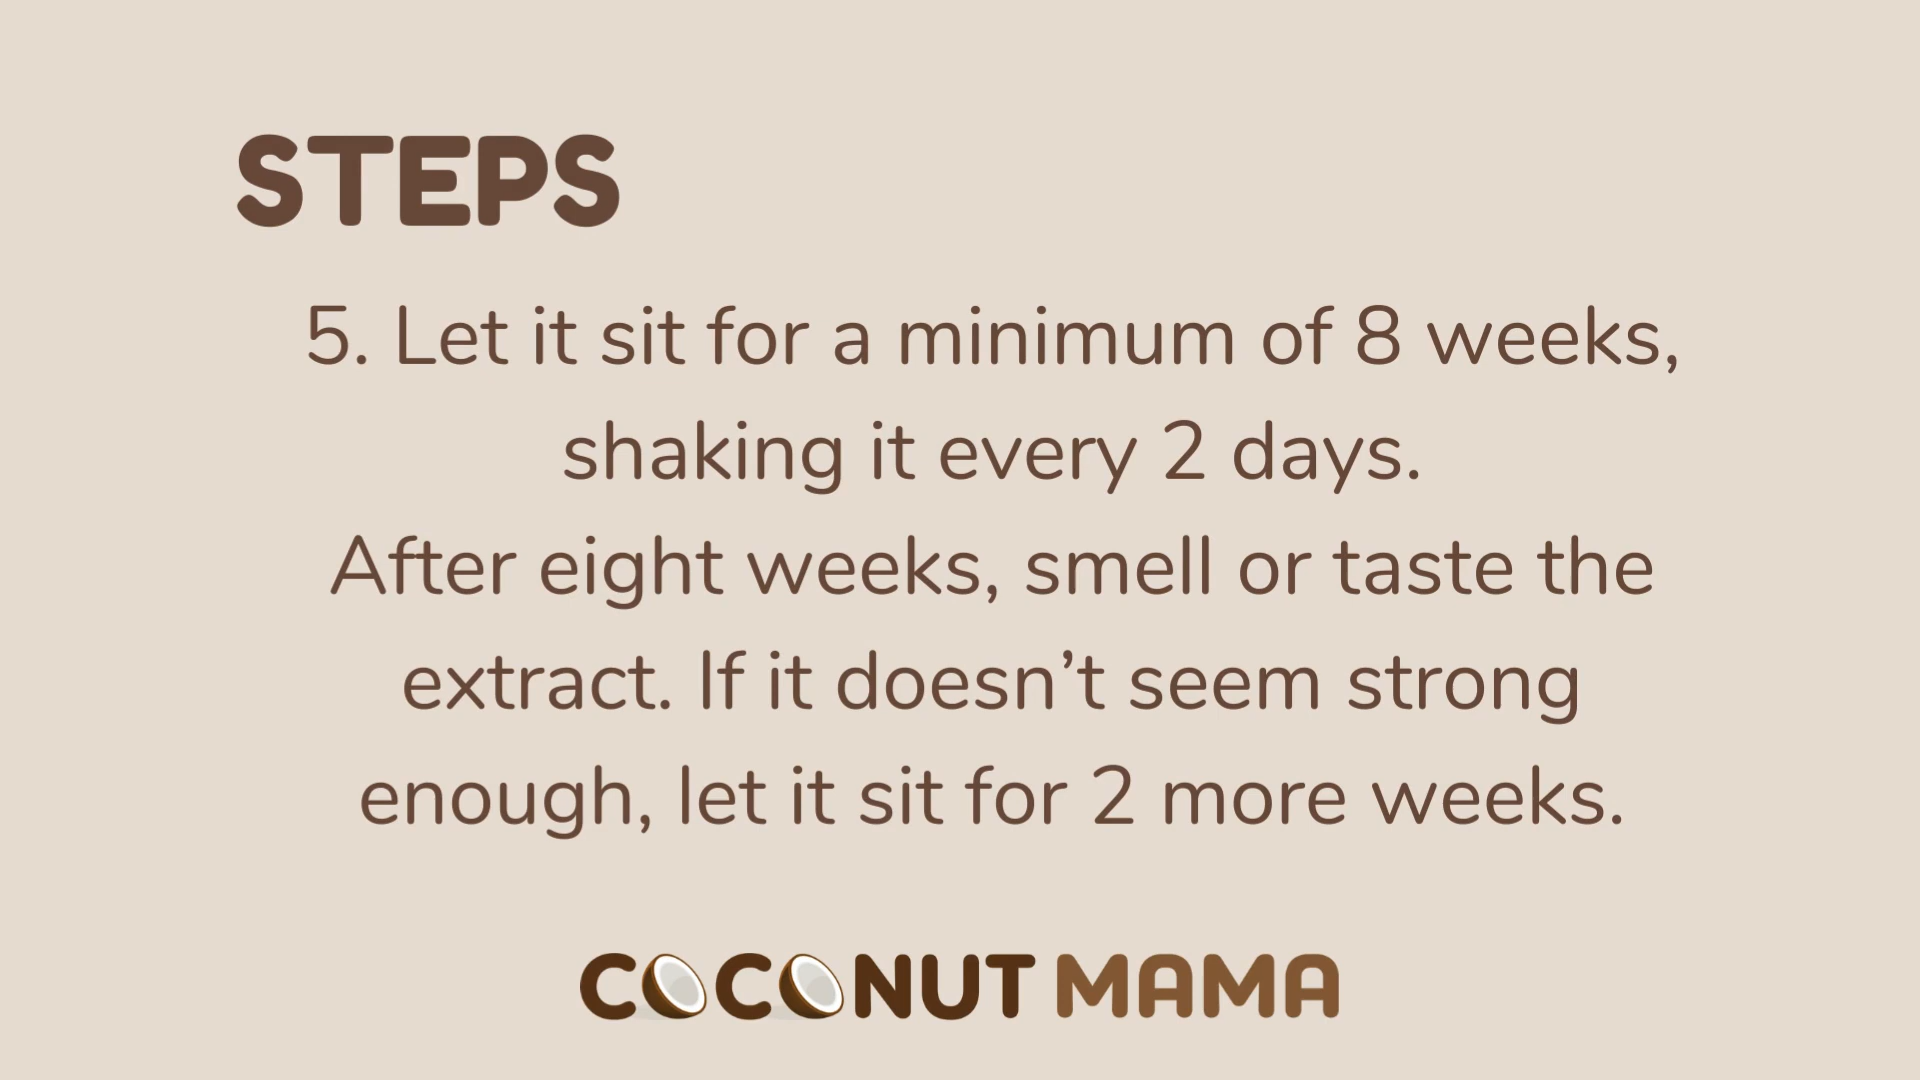 STEPS
5. Let it sit for a minimum of 8 weeks,
shaking it every 2 days.
After eight weeks, smell or taste the
extract. If it doesn’t seem strong
enough, let it sit for 2 more weeks.
COCONUT MAMA